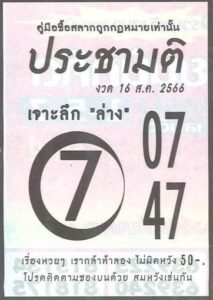 คู่มือซื้อสลากถูกกฎหมายเท่านั้น
ประชามติ
งวด 16 ส.ค. 2566
เจาะลึก "ล่าง"
7
07
47
เรื่องหวยๆ เรากล้าท้าลอง ไม่ผิดหวัง 50-.
โปรดติดตามซองบนด้วย สมหวังเช่นกัน